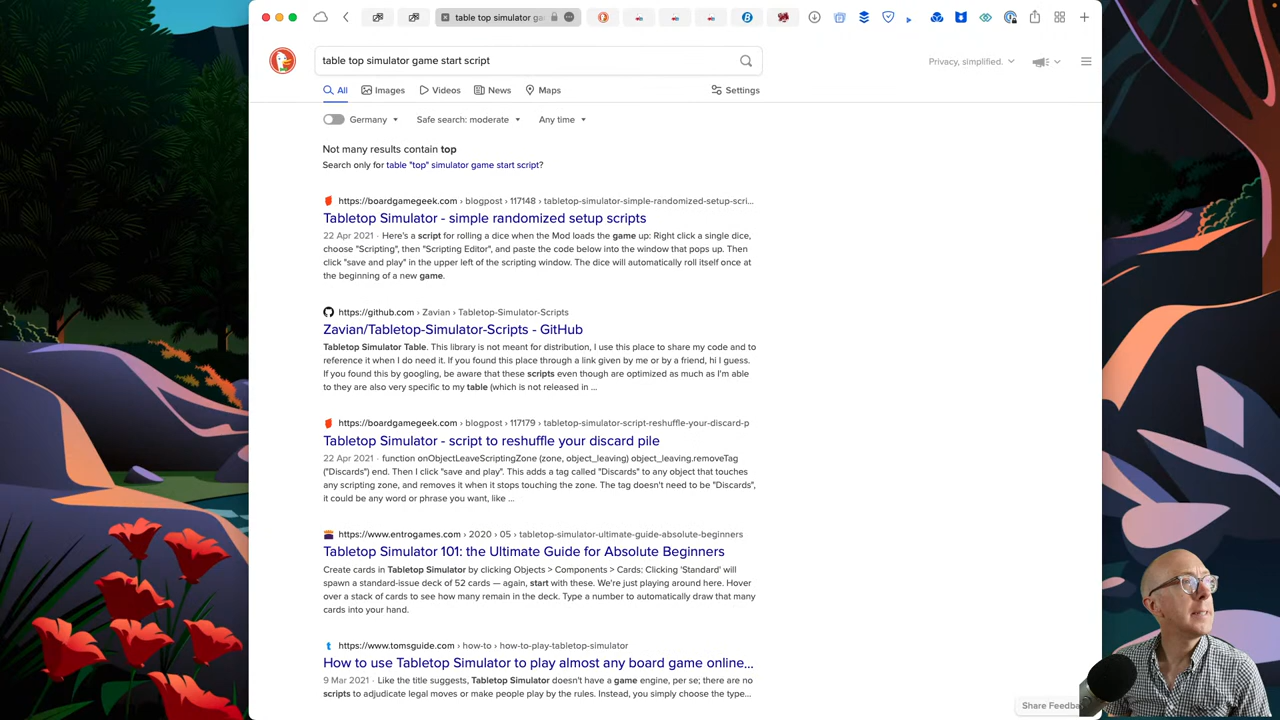 table top simulator ga
table top simulator game start script
Privacy, simplified.
All
Images
Videos
News
Maps
Settings
Germany
Safe search: moderate
Any time
Not many results contain top
Search only for table "top" simulator game start script?
https://boardgamegeek.com › blogpost › 117148 › tabletop-simulator-simple-randomized-setup-scri...
Tabletop Simulator - simple randomized setup scripts
22 Apr 2021 · Here's a script for rolling a dice when the Mod loads the game up: Right click a single dice,
choose "Scripting", then "Scripting Editor", and paste the code below into the window that pops up. Then
click "save and play" in the upper left of the scripting window. The dice will automatically roll itself once at
the beginning of a new game.
https://github.com › Zavian › Tabletop-Simulator-Scripts
Zavian/Tabletop-Simulator-Scripts - GitHub
Tabletop Simulator Table. This library is not meant for distribution, I use this place to share my code and to
reference it when I do need it. If you found this place through a link given by me or by a friend, hi I guess.
If you found this by googling, be aware that these scripts even though are optimized as much as I'm able
to they are also very specific to my table (which is not released in ...
https://boardgamegeek.com › blogpost › 117179 › tabletop-simulator-script-reshuffle-your-discard-p
Tabletop Simulator - script to reshuffle your discard pile
22 Apr 2021 · function onObjectLeaveScriptingZone (zone, object_leaving) object_leaving.removeTag
("Discards") end. Then I click "save and play". This adds a tag called "Discards" to any object that touches
any scripting zone, and removes it when it stops touching the zone. The tag doesn't need to be "Discards",
it could be any word or phrase you want, like ...
https://www.entrogames.com › 2020 › 05 › tabletop-simulator-ultimate-guide-absolute-beginners
Tabletop Simulator 101: the Ultimate Guide for Absolute Beginners
Create cards in Tabletop Simulator by clicking Objects > Components > Cards: Clicking 'Standard' will
spawn a standard-issue deck of 52 cards — again, start with these. We're just playing around here. Hover
over a stack of cards to see how many remain in the deck. Type a number to automatically draw that many
cards into your hand.
https://www.tomsguide.com › how-to › how-to-play-tabletop-simulator
How to use Tabletop Simulator to play almost any board game online...
9 Mar 2021 · Like the title suggests, Tabletop Simulator doesn't have a game engine, per se; there are no
scripts to adjudicate legal moves or make people play by the rules. Instead, you simply choose the type...
Share Feedba